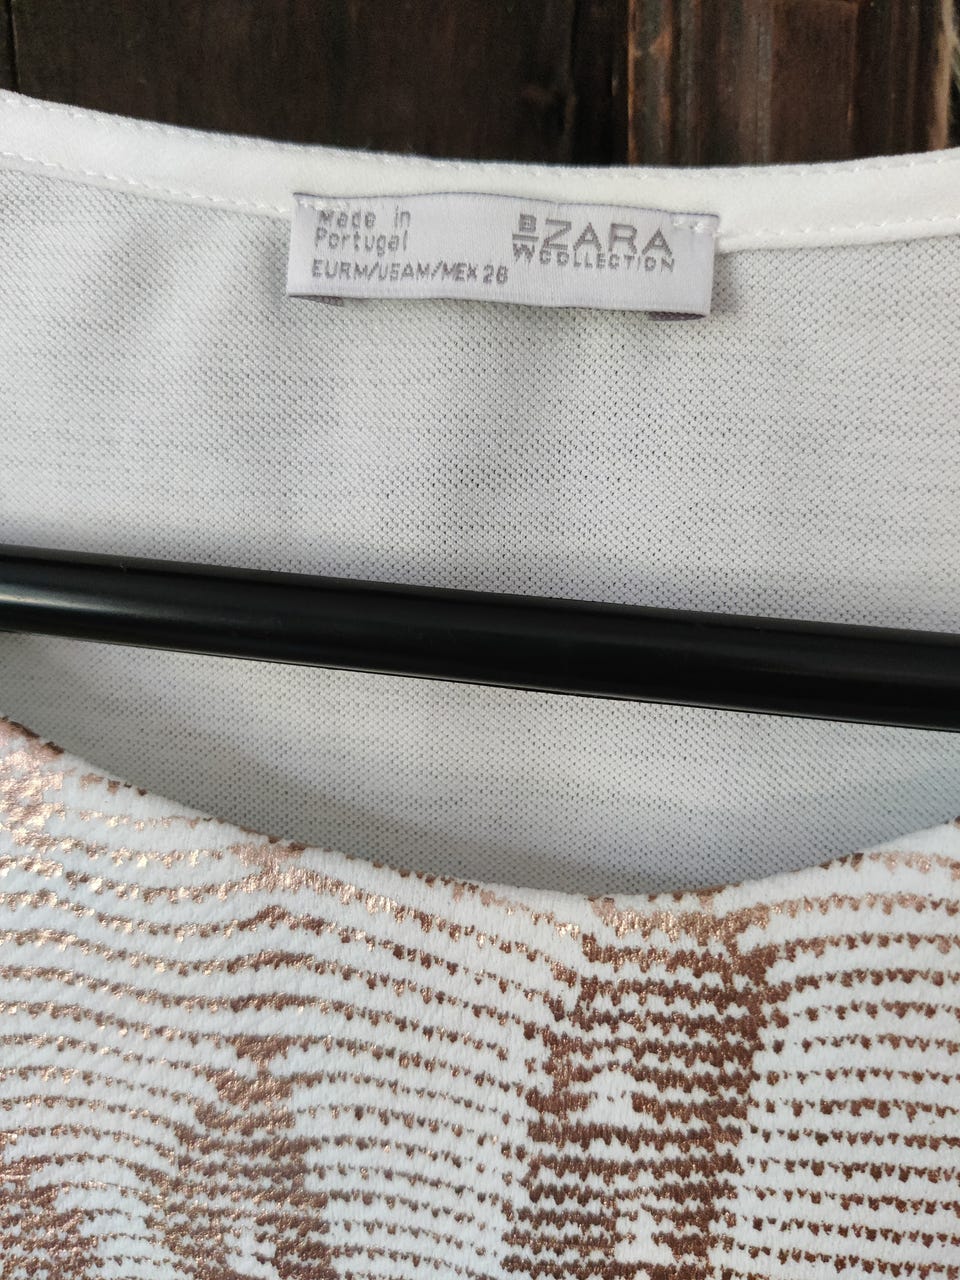 Made in
Portugal
EURM/USAM/MEX 28
B
W
ZARA
COLLECTION